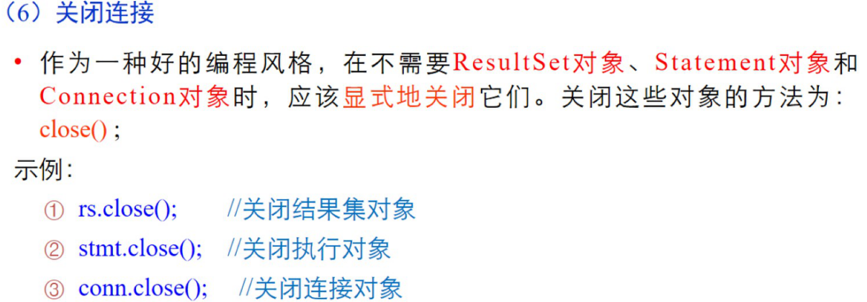 （6）关闭连接
• 作为一种好的编程风格，在不需要ResultSet对象、Statement对象和
Connection对象时，应该显式地关闭它们。关闭这些对象的方法为：
close() ;
示例：
① rs.close(); //关闭结果集对象
② stmt.close(); //关闭执行对象
③ conn.close(); //关闭连接对象